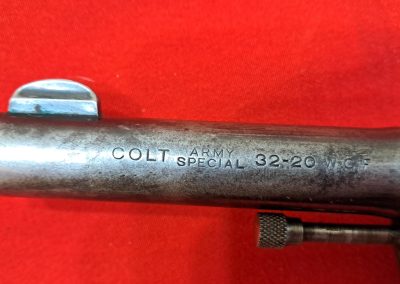 COLT ARMY SPECIAL 32-20 W.C.F